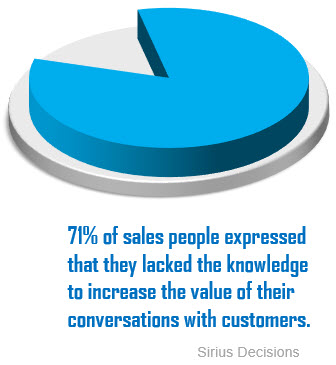 71% of sales people expressed
that they lacked the knowledge
to increase the value of their
conversations with customers.
Sirius Decisions